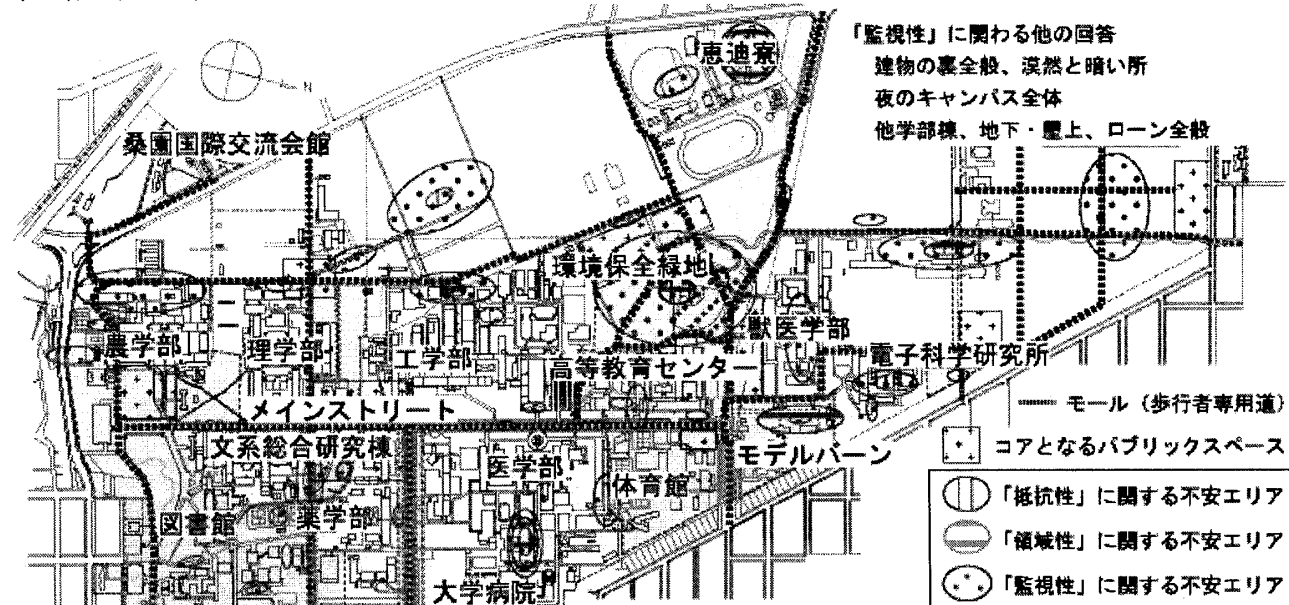 「監視性」に関わる他の回答
建物の裏全般、漠然と暗い所
夜のキャンパス全体
他学部棟、地下・屋上、ローン全般
恵迪寮
N
桑園国際交流会館
環境保全緑地
農学部
理学部
工学部
獣医学部
高等教育センター
電子科学研究所
メインストリート
モール（歩行者専用道）
文系総合研究棟
医学部
モデルバーン
コアとなるパブリックスペース
体育館
図書館
薬学部
「抵抗性」に関する不安エリア
「領域性」に関する不安エリア
大学病院
「監視性」に関する不安エリア